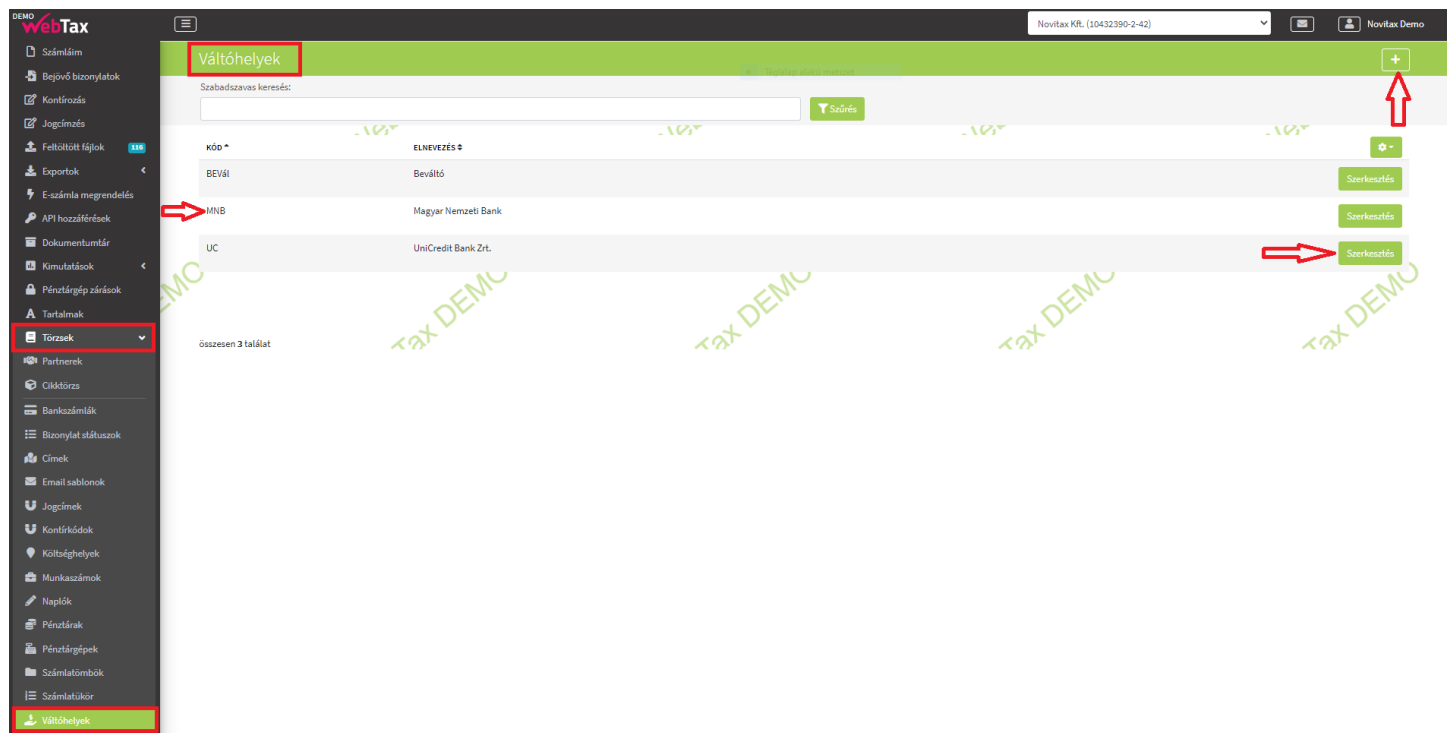 DEMO
WebTax
Novitax Kft. (10432390-2-42)
Novitax Demo
Számláim
Bejövő bizonylatok
Kontírozás
Jogcímzés
Feltöltött fájlok 116
Exportok
E-számla megrendelés
API hozzáférések
Dokumentumtár
Kimutatások
Pénztárgép zárások
Tartalmak
Törzsek
Partnerek
Cikktörzs
Bankszámlák
Bizonylat státuszok
Címek
Email sablonok
Jogcímek
Kontírkódok
Költséghelyek
Munkaszámok
Naplók
Pénztárak
Pénztárgépek
Számlatömbök
Számlatükör
Váltóhelyek
Váltóhelyek
Szabadszavas keresés:
Szűrés
KÓD ELNEVEZÉS
BEVál Beváltó Szerkesztés
MNB Magyar Nemzeti Bank Szerkesztés
UC UniCredit Bank Zrt. Szerkesztés
Tax DEMO Tax DEMO Tax DEMO Tax DEMO
összesen 3 találat